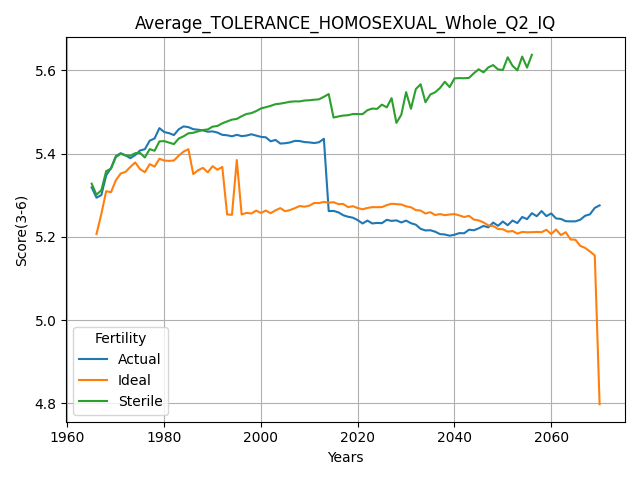 Average_TOLERANCE_HOMOSEXUAL_Whole_Q2_IQ
Score(3-6)
5.6
5.4
5.2
5.0
4.8
Fertility
Actual
Ideal
Sterile
1960
1980
2000
2020
2040
2060
Years